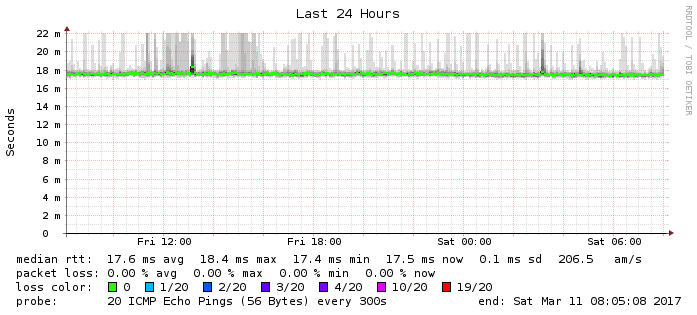 Last 24 Hours
RRDTOOL / TOBI OETIKER
Seconds
22 m
20 m
18 m
16 m
14 m
12 m
10 m
8 m
6 m
4 m
2 m
0
Fri 12:00 Fri 18:00 Sat 00:00 Sat 06:00
median rtt: 17.6 ms avg 18.4 ms max 17.4 ms min 17.5 ms now 0.1 ms sd 206.5 am/s
packet loss: 0.00 % avg 0.00 % max 0.00 % min 0.00 % now
loss color: 0 1/20 2/20 3/20 4/20 10/20 19/20
probe: 20 ICMP Echo Pings (56 Bytes) every 300s end: Sat Mar 11 08:05:08 2017